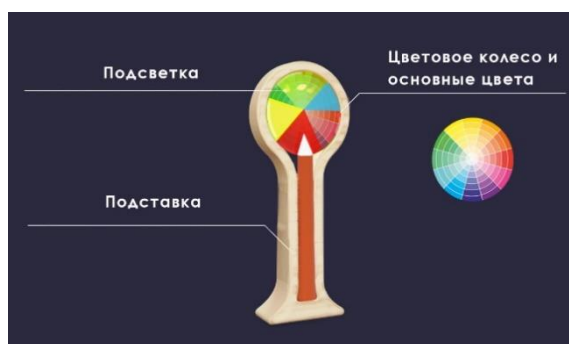 Подсветка
Цветовое колесо и
основные цвета
Подставка